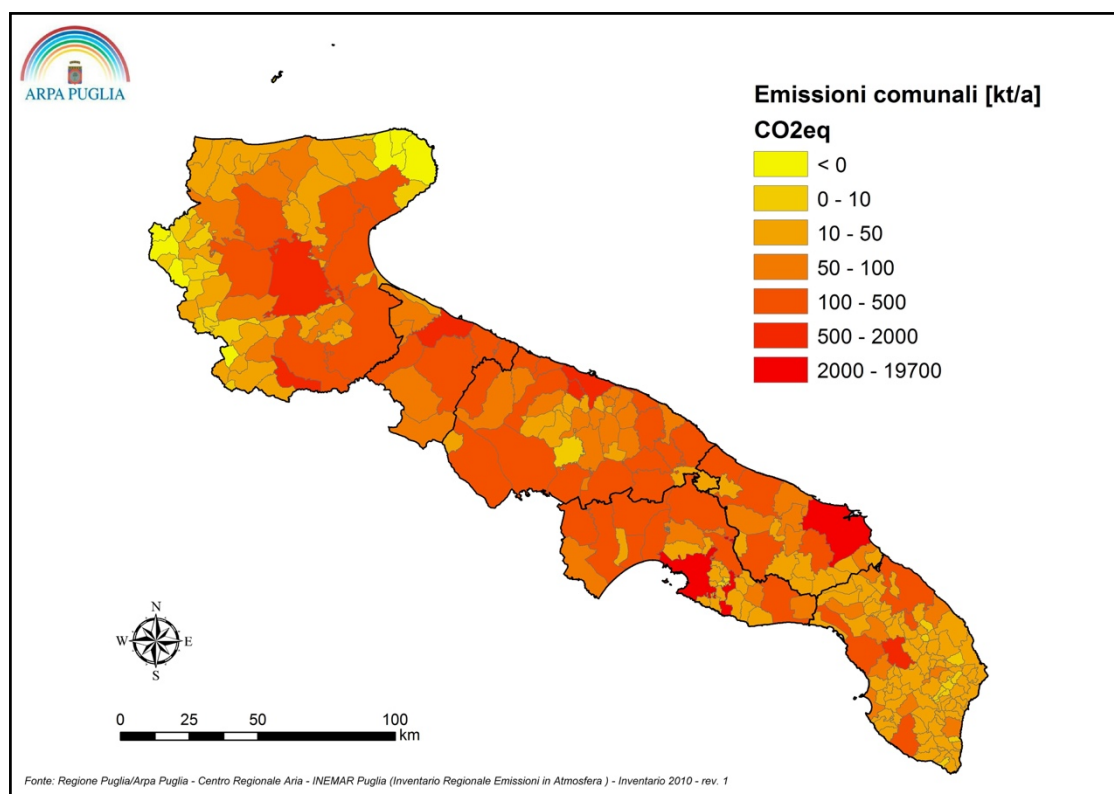 ARPA PUGLIA
Emissioni comunali [kt/a]
CO2eq
< 0
0 - 10
10 - 50
50 - 100
100 - 500
500 - 2000
2000 - 19700
N
W E
S
0 25 50 100
km
Fonte: Regione Puglia/Arpa Puglia - Centro Regionale Aria - INEMAR Puglia (Inventario Regionale Emissioni in Atmosfera ) - Inventario 2010 - rev. 1